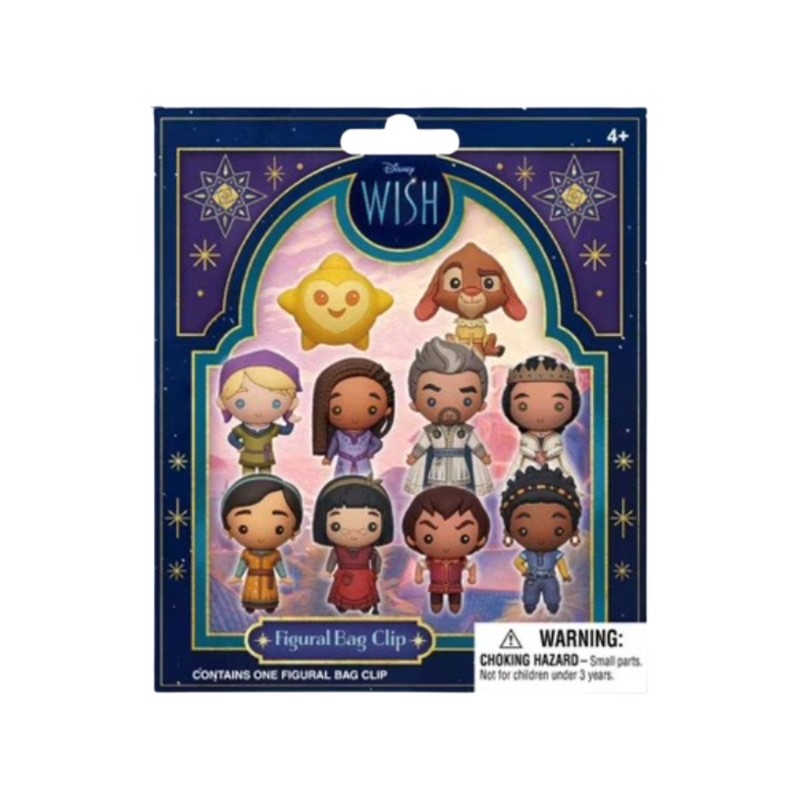 4+
Disney
WISH
Figural Bag Clip
CONTAINS ONE FIGURAL BAG CLIP
WARNING:
CHOKING HAZARD – Small parts.
Not for children under 3 years.